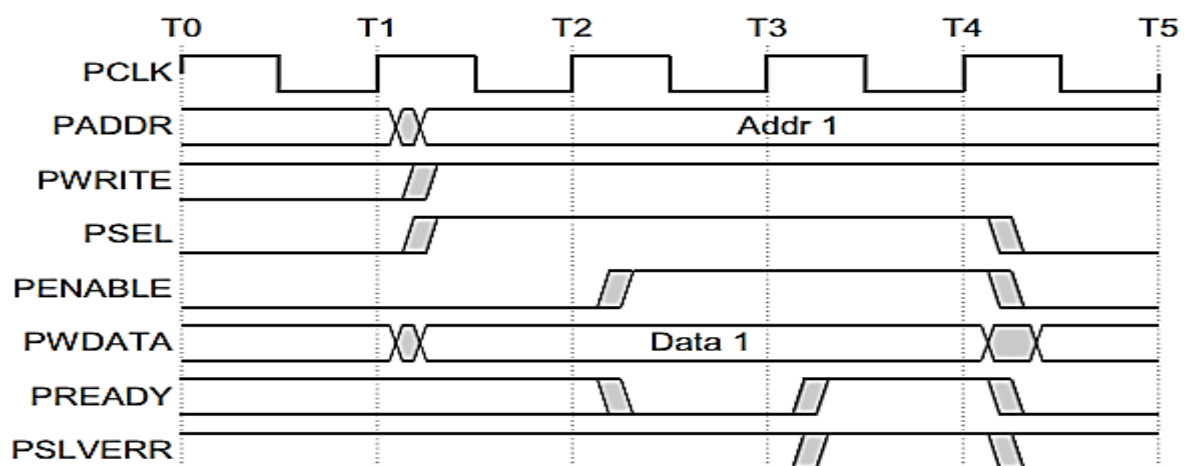 T0 T1 T2 T3 T4 T5
PCLK
PADDR Addr 1
PWRITE
PSEL
PENABLE
PWDATA Data 1
PREADY
PSLVERR